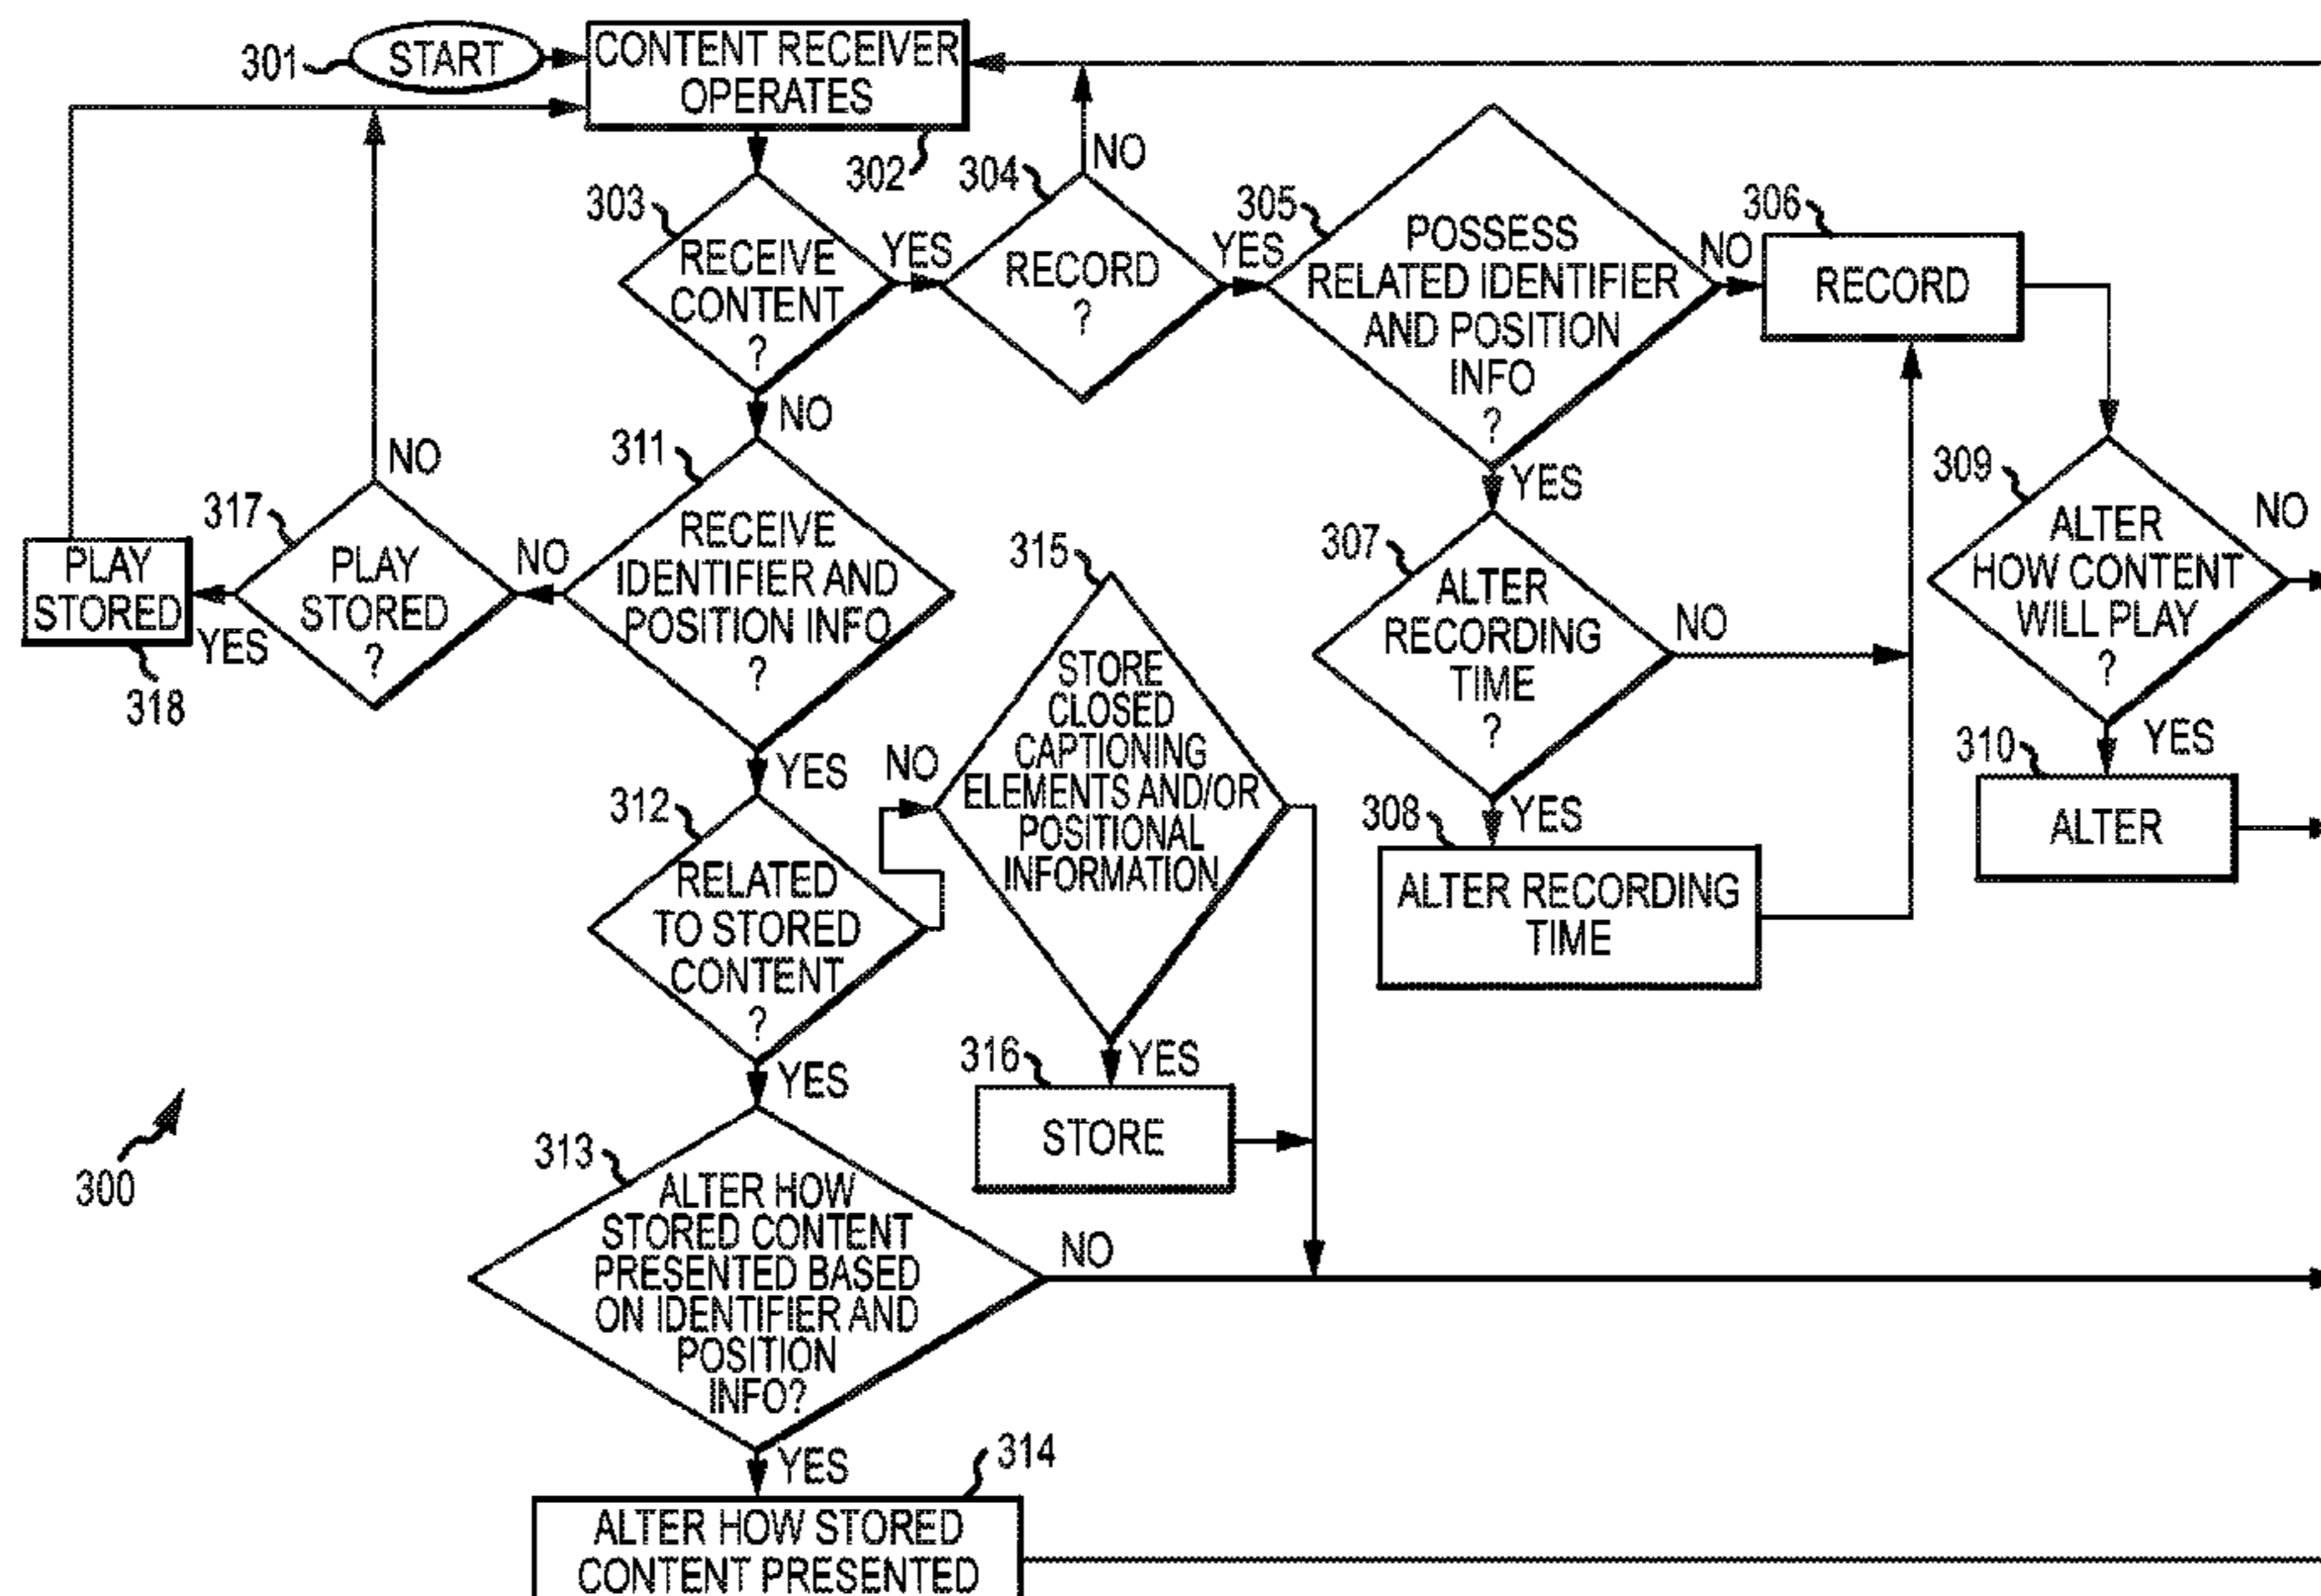 301
START
CONTENT RECEIVER
OPERATES
302
303
RECEIVE
CONTENT
?
YES
NO
304
RECORD
?
NO
YES
305
POSSESS
RELATED IDENTIFIER
AND POSITION
INFO
?
NO
YES
306
RECORD
307
ALTER
RECORDING
TIME
?
NO
YES
308
ALTER RECORDING
TIME
309
ALTER
HOW CONTENT
WILL PLAY
?
NO
YES
310
ALTER
311
RECEIVE
IDENTIFIER AND
POSITION INFO
?
NO
YES
317
PLAY
STORED
?
NO
YES
PLAY
STORED
318
312
RELATED
TO STORED
CONTENT
?
NO
YES
315
STORE
CLOSED
CAPTIONING
ELEMENTS AND/OR
POSITIONAL
INFORMATION
YES
316
STORE
313
ALTER HOW
STORED CONTENT
PRESENTED BASED
ON IDENTIFIER AND
POSITION
INFO?
NO
YES
314
ALTER HOW STORED
CONTENT PRESENTED
300